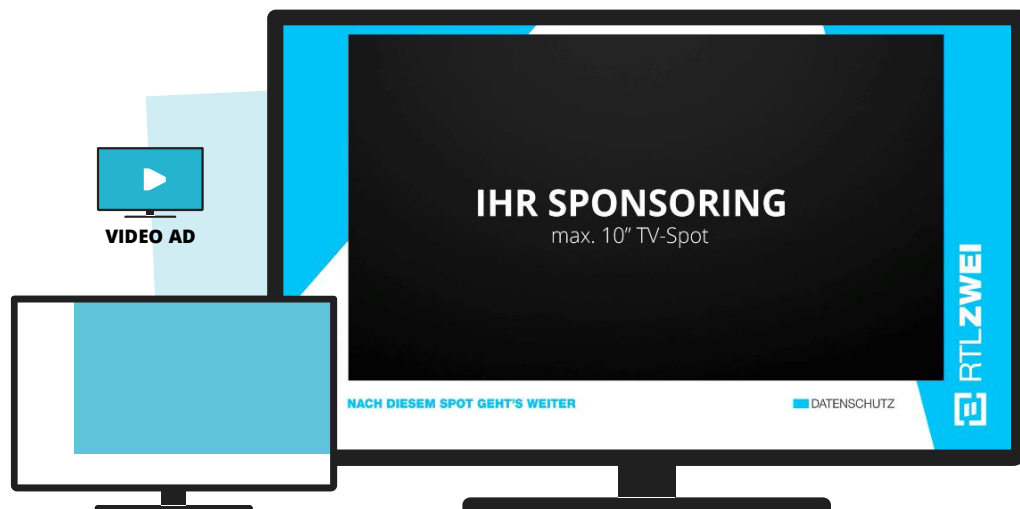 VIDEO AD
IHR SPONSORING
max. 10” TV-Spot
NACH DIESEM SPOT GEHT'S WEITER
DATENSCHUTZ
RTLZWEI